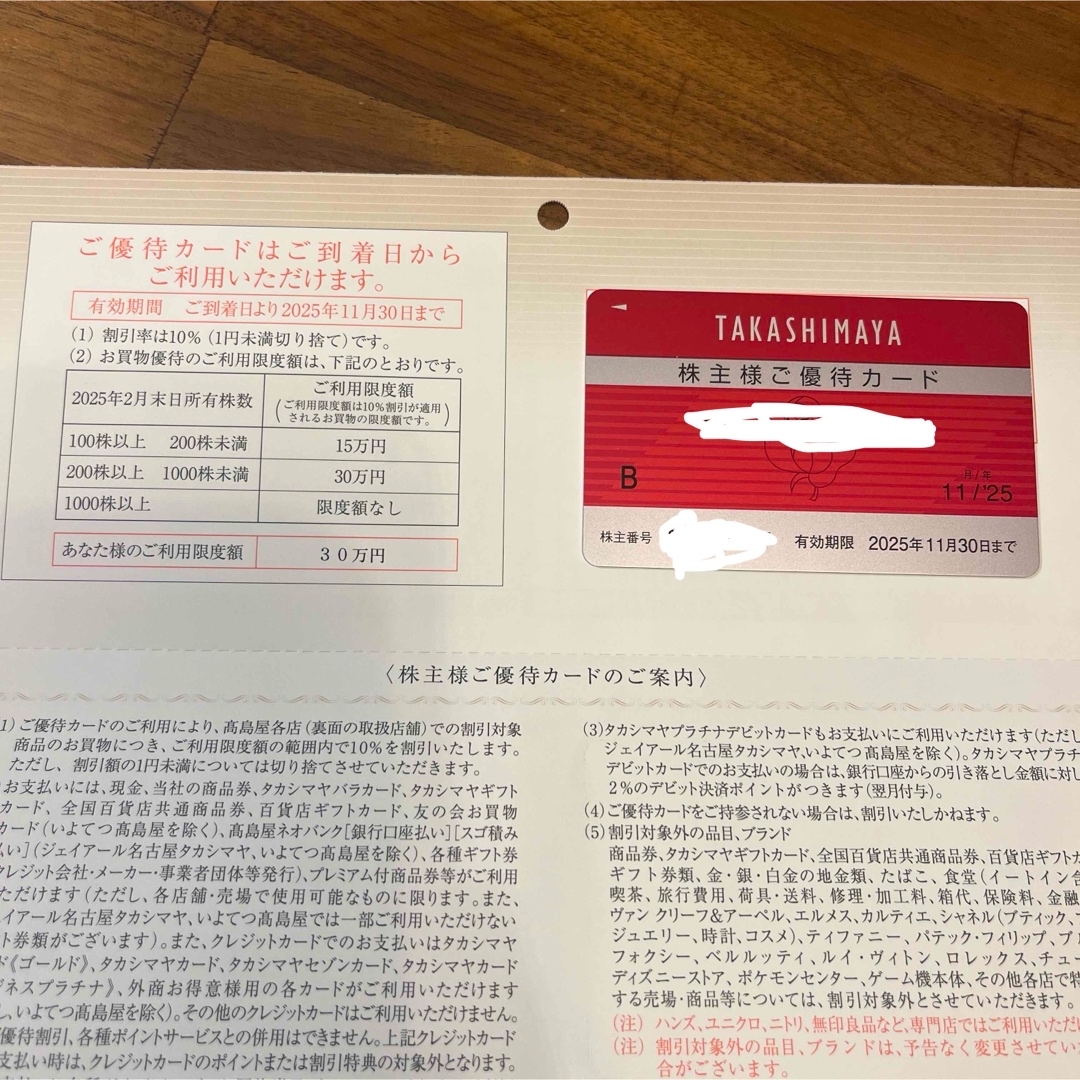 ご優待カードはご到着日から
ご利用いただけます。
有効期間 ご到着日より2025年11月30日まで
(1) 割引率は10%(1円未満切り捨て)です。
(2) お買物優待のご利用限度額は、下記のとおりです。
2025年2月末日所有株数
ご利用限度額
(ご利用限度額は10%割引が適用
されるお買物の限度額です。)
100株以上 200株未満 15万円
200株以上 1000株未満 30万円
1000株以上 限度額なし
あなた様のご利用限度額 30万円
TAKASHIMAYA
株主様ご優待カード
B
月/年
11/'25
株主番号
有効期限 2025年11月30日まで
〈株主様ご優待カードのご案内〉
1)ご優待カードのご利用により、髙島屋各店(裏面の取扱店舗)での割引対象
商品のお買物につき、ご利用限度額の範囲内で10%を割引いたします。
ただし、割引額の1円未満については切り捨てさせていただきます。
お支払いには、現金、当社の商品券、タカシマヤバラカード、タカシマヤギフト
カード、全国百貨店共通商品券、百貨店ギフトカード、友の会お買物
カード(いよてつ髙島屋を除く)、髙島屋ネオバンク[銀行口座払い][スゴ積み
払い](ジェイアール名古屋タカシマヤ、いよてつ髙島屋を除く)、各種ギフト券
クレジット会社・メーカー・事業者団体等発行)、プレミアム付商品券等がご利用
ただけます(ただし、各店舗・売場で使用可能なものに限ります。また、
ェイアール名古屋タカシマヤ、いよてつ髙島屋では一部ご利用いただけない
ト券類がございます)。また、クレジットカードでのお支払いはタカシマヤ
ド《ゴールド》、タカシマヤカード、タカシマヤセゾンカード、タカシマヤカード
ジネスプラチナ》、外商お得意様用の各カードがご利用いただけます
し、いよてつ髙島屋を除く)。その他のクレジットカードはご利用いただけません。
優待割引、各種ポイントサービスとの併用はできません。上記クレジットカード
支払い時は、クレジットカードのポイントまたは割引特典の対象外となります。
(3)タカシマヤプラチナデビットカードもお支払いにご利用いただけます(ただし
ジェイアール名古屋タカシマヤ、いよてつ髙島屋を除く)。タカシマヤプラチ
デビットカードでのお支払いの場合は、銀行口座からの引き落とし金額に対し
2%のデビット決済ポイントがつきます(翌月付与)。
(4)ご優待カードをご持参されない場合は、割引いたしかねます。
(5)割引対象外の品目、ブランド
商品券、タカシマヤギフトカード、全国百貨店共通商品券、百貨店ギフトカ
ギフト券類、金・銀・白金の地金類、たばこ、食堂(イートイン含
喫茶、旅行費用、荷具・送料、修理・加工料、箱代、保険料、金融
ヴァン クリーフ&アーペル、エルメス、カルティエ、シャネル(ブティック、
ジュエリー、時計、コスメ)、ティファニー、パテック・フィリップ、ブル
フォクシー、ベルルッティ、ルイ・ヴィトン、ロレックス、チュー
ディズニーストア、ポケモンセンター、ゲーム機本体、その他各店で特
する売場・商品等については、割引対象外とさせていただきます。
(注) ハンズ、ユニクロ、ニトリ、無印良品など、専門店ではご利用いただけ
(注) 割引対象外の品目、ブランドは、予告なく変更させてい
合がございます。